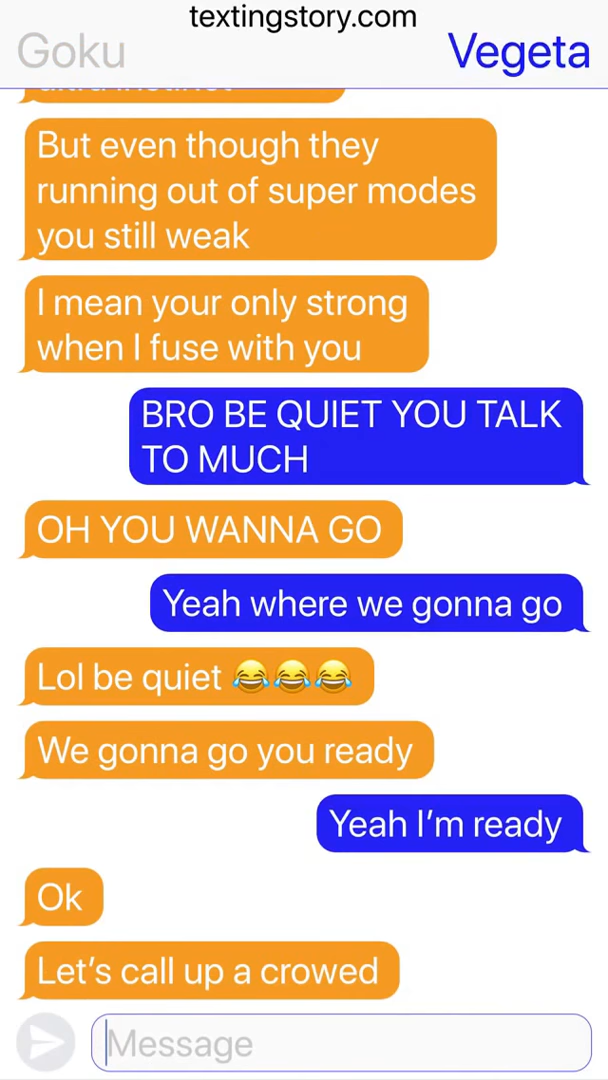 textingstory.com
Goku
Vegeta
But even though they
running out of super modes
you still weak
I mean your only strong
when I fuse with you
BRO BE QUIET YOU TALK
TO MUCH
OH YOU WANNA GO
Yeah where we gonna go
Lol be quiet 😂😂😂
We gonna go you ready
Yeah I’m ready
Ok
Let’s call up a crowed
Message